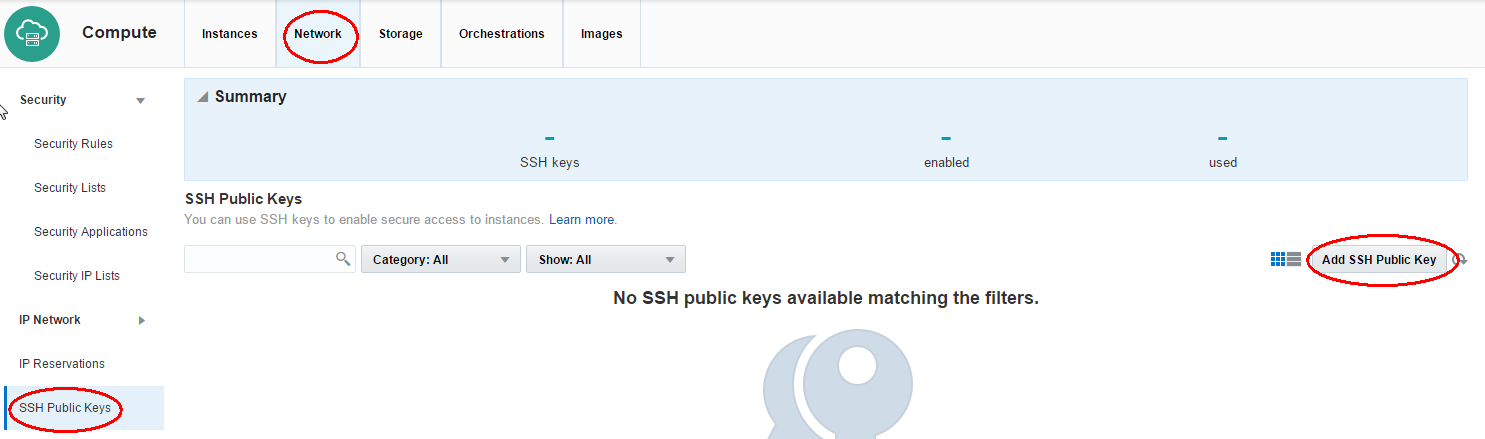 Compute
Instances
Network
Storage
Orchestrations
Images
Security
Security Rules
Security Lists
Security Applications
Security IP Lists
IP Network
IP Reservations
SSH Public Keys
Summary
-
SSH keys
-
enabled
-
used
SSH Public Keys
You can use SSH keys to enable secure access to instances. Learn more.
Category: All
Show: All
Add SSH Public Key
No SSH public keys available matching the filters.